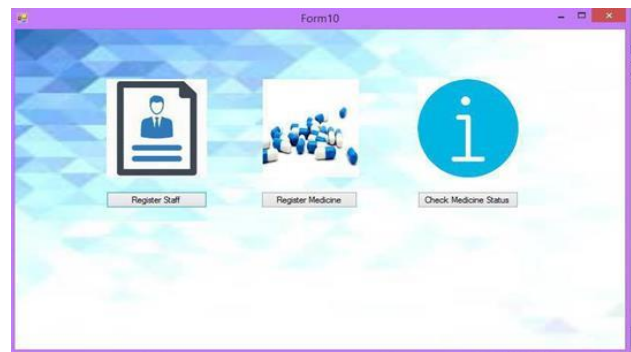 Form10
i
Register Staff
Register Medicine
Check Medicine Status